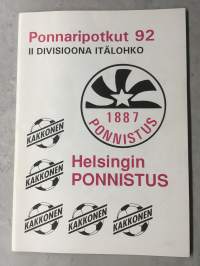 Ponnaripotkut 92
II DIVISIOONA ITÄLOHKO
1887
PONNISTUS
KAKKONEN
Helsingin
PONNISTUS
KAKKONEN
KAKKONEN
KAKKONEN
KAKKONEN